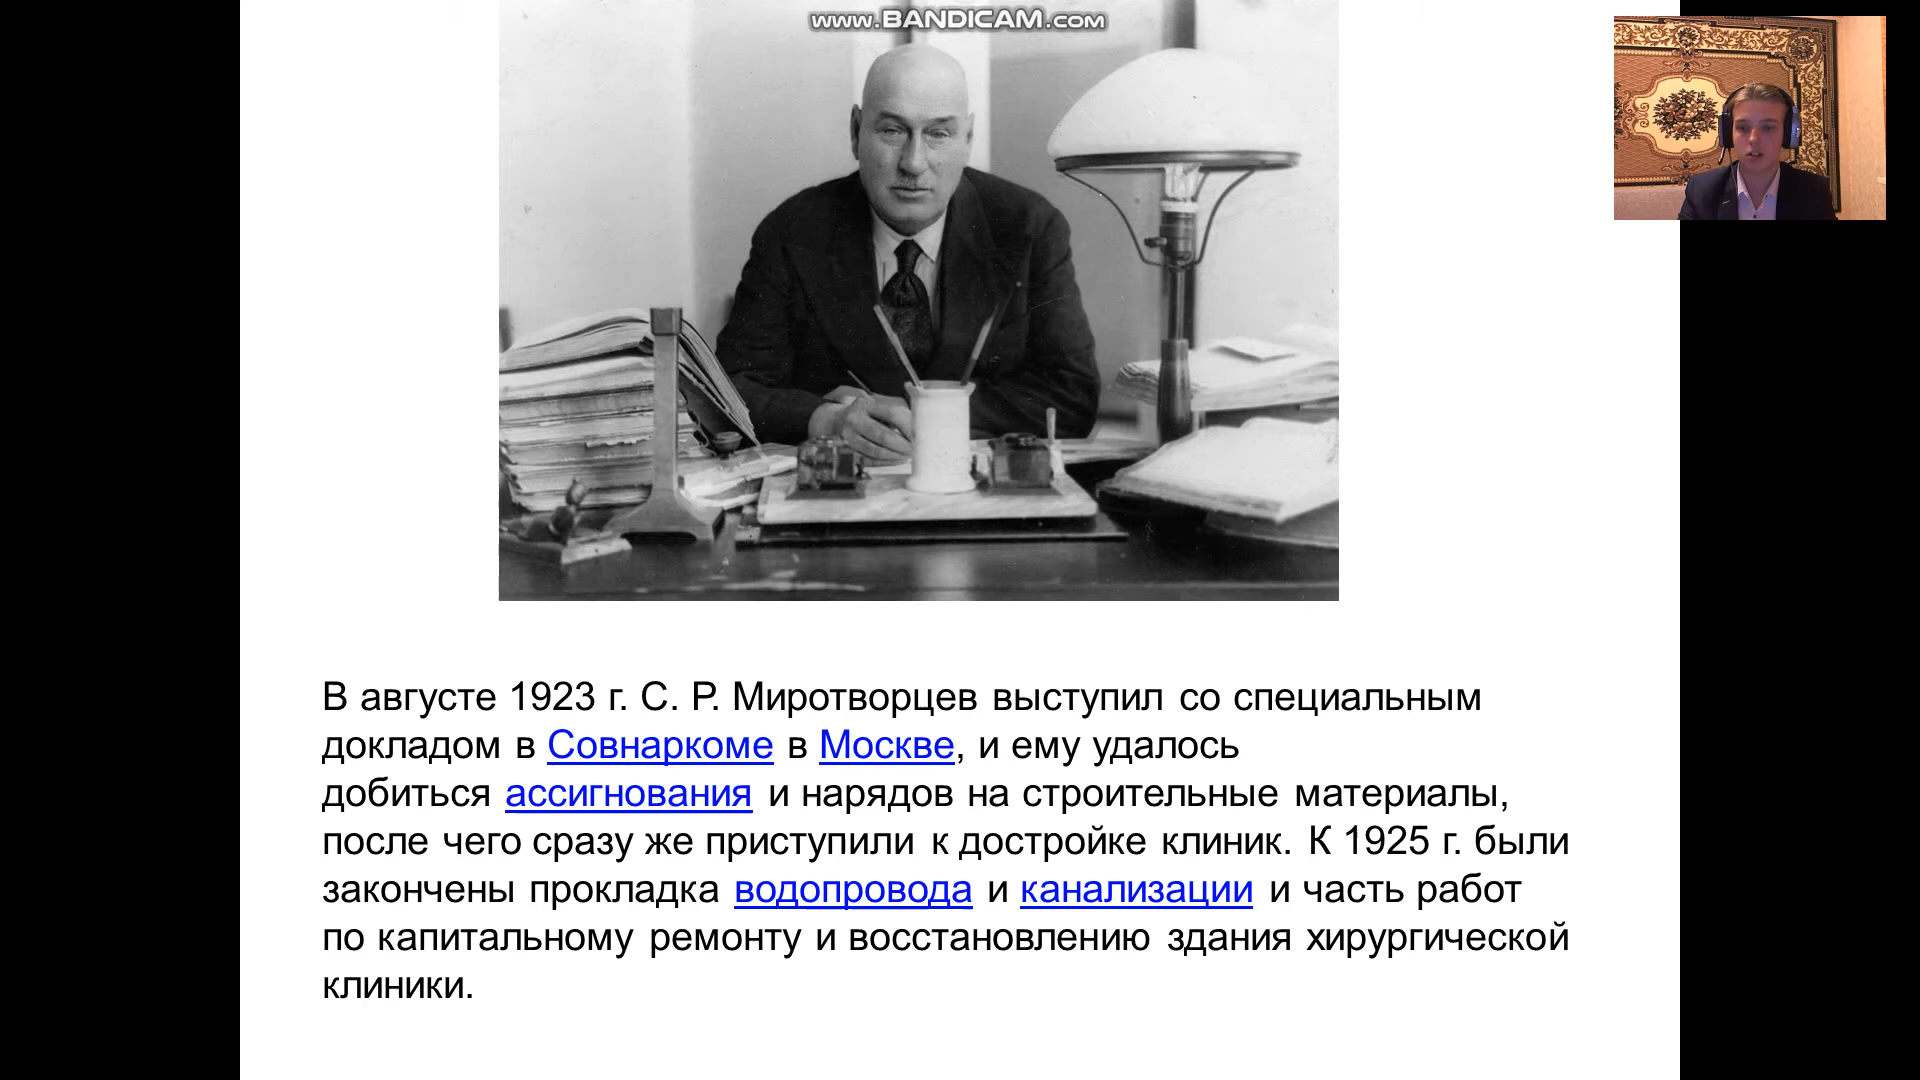 www.BANDICAM.com
В августе 1923 г. С. Р. Миротворцев выступил со специальным
докладом в Совнаркоме в Москве, и ему удалось
добиться ассигнования и нарядов на строительные материалы,
после чего сразу же приступили к достройке клиник. К 1925 г. были
закончены прокладка водопровода и канализации и часть работ
по капитальному ремонту и восстановлению здания хирургической
клиники.